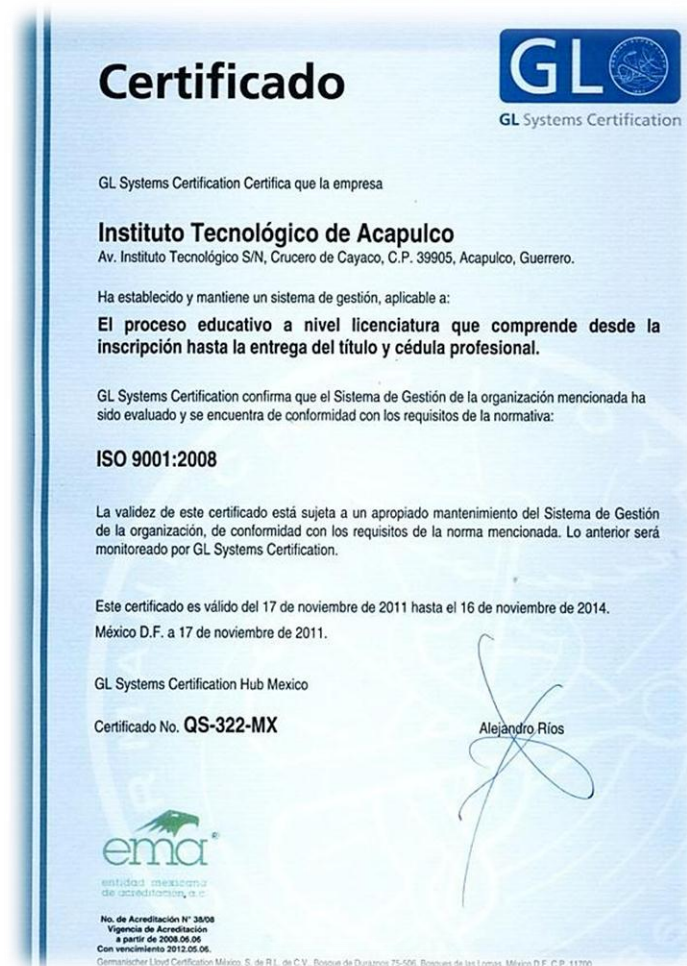 Certificado
GL
GL Systems Certification
GL Systems Certification Certifica que la empresa
Instituto Tecnológico de Acapulco
Av. Instituto Tecnológico S/N, Crucero de Cayaco, C.P. 39905, Acapulco, Guerrero.
Ha establecido y mantiene un sistema de gestión, aplicable a:
El proceso educativo a nivel licenciatura que comprende desde la
inscripción hasta la entrega del título y cédula profesional.
GL Systems Certification confirma que el Sistema de Gestión de la organización mencionada ha
sido evaluado y se encuentra de conformidad con los requisitos de la normativa:
ISO 9001:2008
La validez de este certificado está sujeta a un apropiado mantenimiento del Sistema de Gestión
de la organización, de conformidad con los requisitos de la norma mencionada. Lo anterior será
monitoreado por GL Systems Certification.
Este certificado es válido del 17 de noviembre de 2011 hasta el 16 de noviembre de 2014.
México D.F. a 17 de noviembre de 2011.
GL Systems Certification Hub Mexico
Certificado No. QS-322-MX
Alejandro Ríos
ema®
entidad mexicana
de acreditación, a.c.
No. de Acreditación N° 38/08
Vigencia de Acreditación
a partir de 2008.06.06
Con vencimiento 2012.06.06.
Germanischer Lloyd Certification México, S. de R.L. de C.V., Bosque de Duraznos 75-506, Bosques de las Lomas, México D.F. C.P. 11700